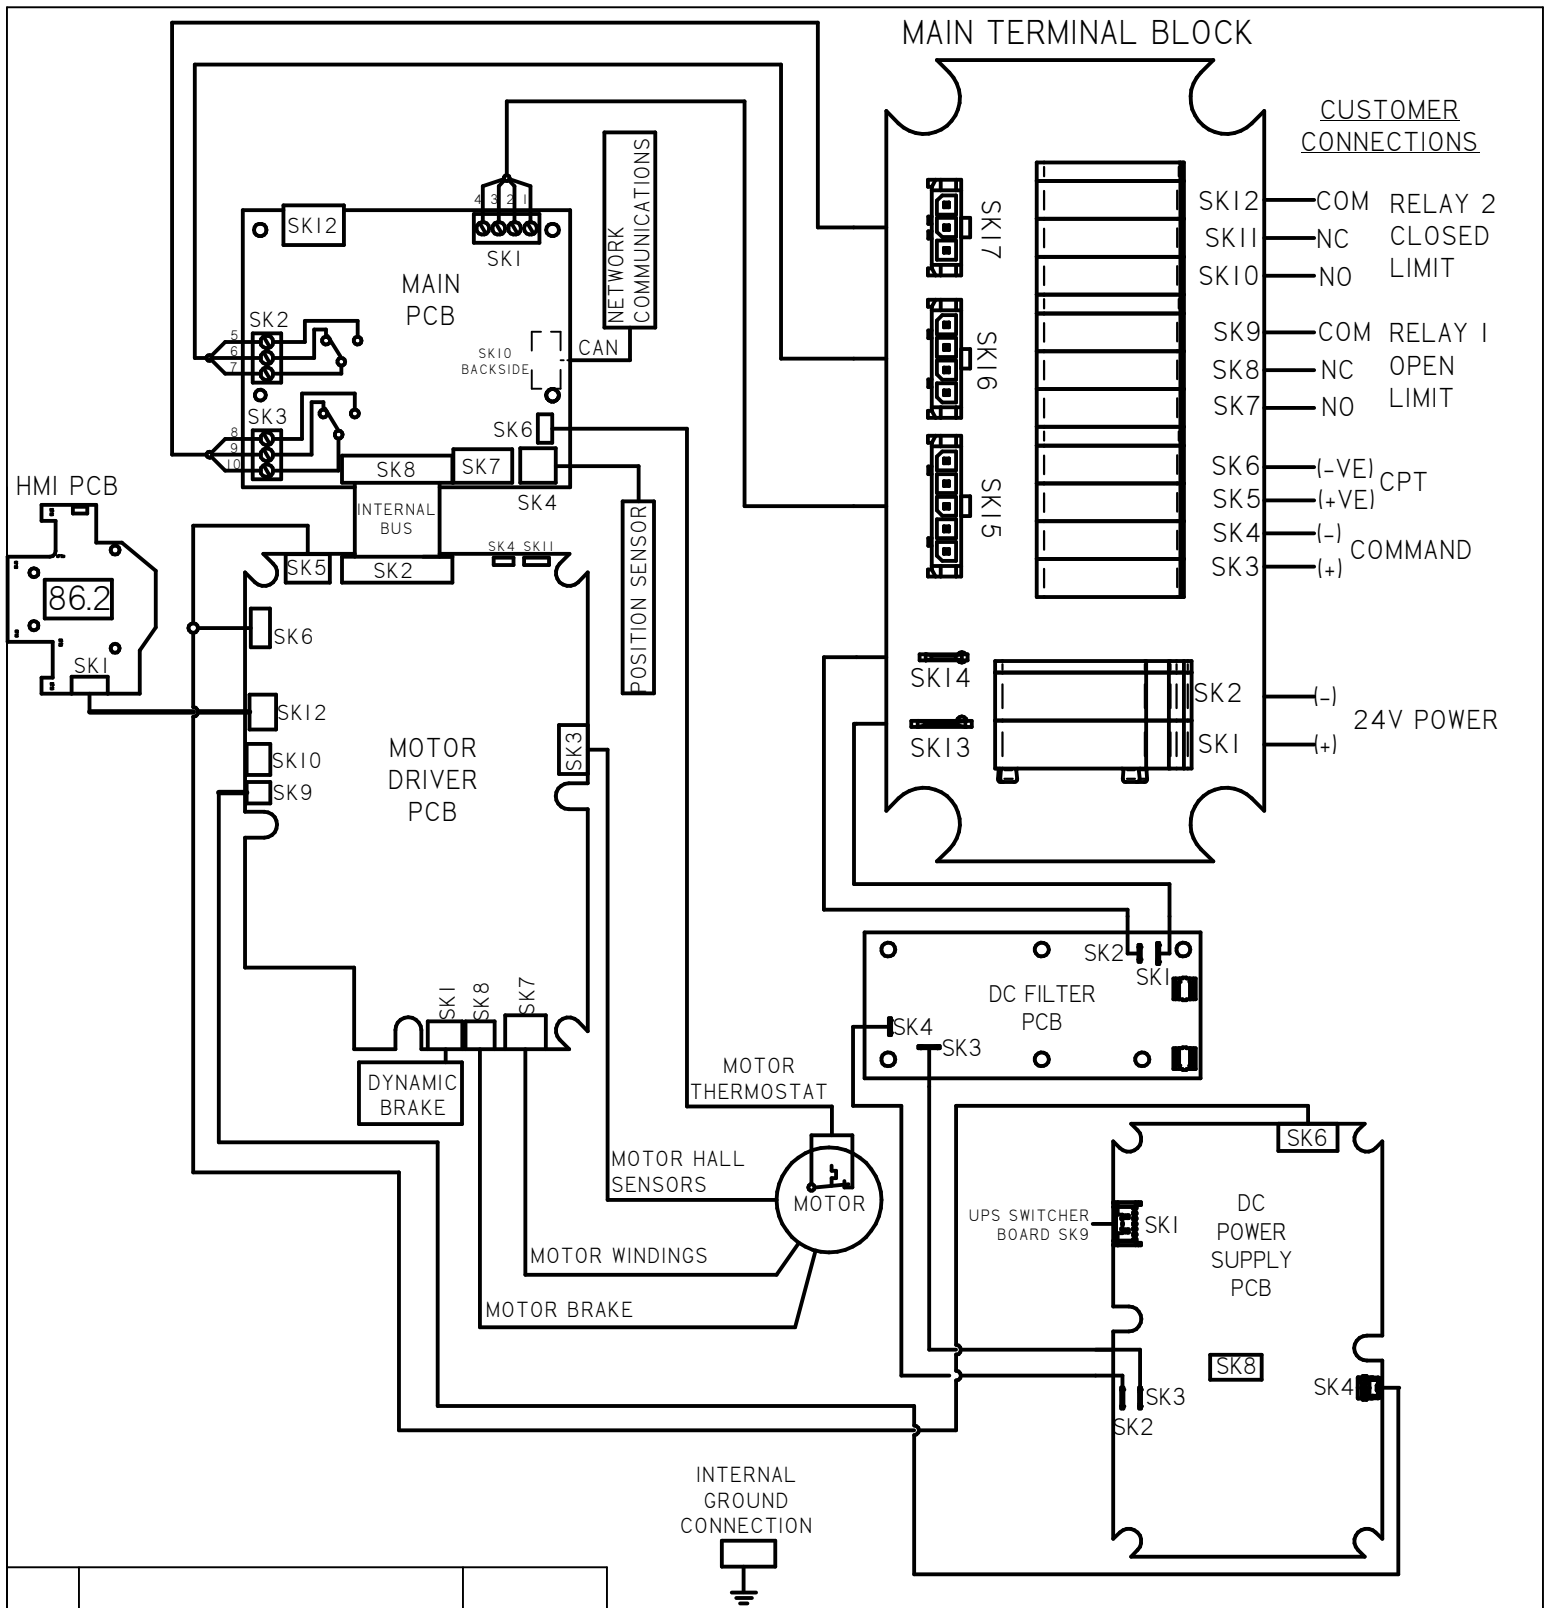 MAIN TERMINAL BLOCK
CUSTOMER
CONNECTIONS
SK12
COM
RELAY 2
SK11
NC
CLOSED
SK10
NO
LIMIT
SK9
COM
RELAY 1
SK8
NC
OPEN
SK7
NO
LIMIT
SK6
(-VE)
CPT
SK5
(+VE)
SK4
(-)
COMMAND
SK3
(+)
SK2
(-)
24V POWER
SK1
(+)
SK17
SK16
SK15
SK14
SK13
NETWORK
COMMUNICATIONS
4 3 2 1
SK12
SK1
MAIN
PCB
SK2
5
6
7
SK10
BACKSIDE
CAN
SK3
8
9
10
SK6
SK8
SK7
SK4
INTERNAL
BUS
POSITION SENSOR
HMI PCB
86.2
SK1
SK5
SK2
SK4 SK11
SK6
SK12
SK10
SK9
SK3
MOTOR
DRIVER
PCB
SK1
SK8
SK7
DYNAMIC
BRAKE
SK2
SK1
DC FILTER
PCB
SK4
SK3
MOTOR
THERMOSTAT
MOTOR HALL
SENSORS
MOTOR
MOTOR WINDINGS
MOTOR BRAKE
SK6
UPS SWITCHER
BOARD SK9
SK1
DC
POWER
SUPPLY
PCB
SK8
SK4
SK3
SK2
INTERNAL
GROUND
CONNECTION